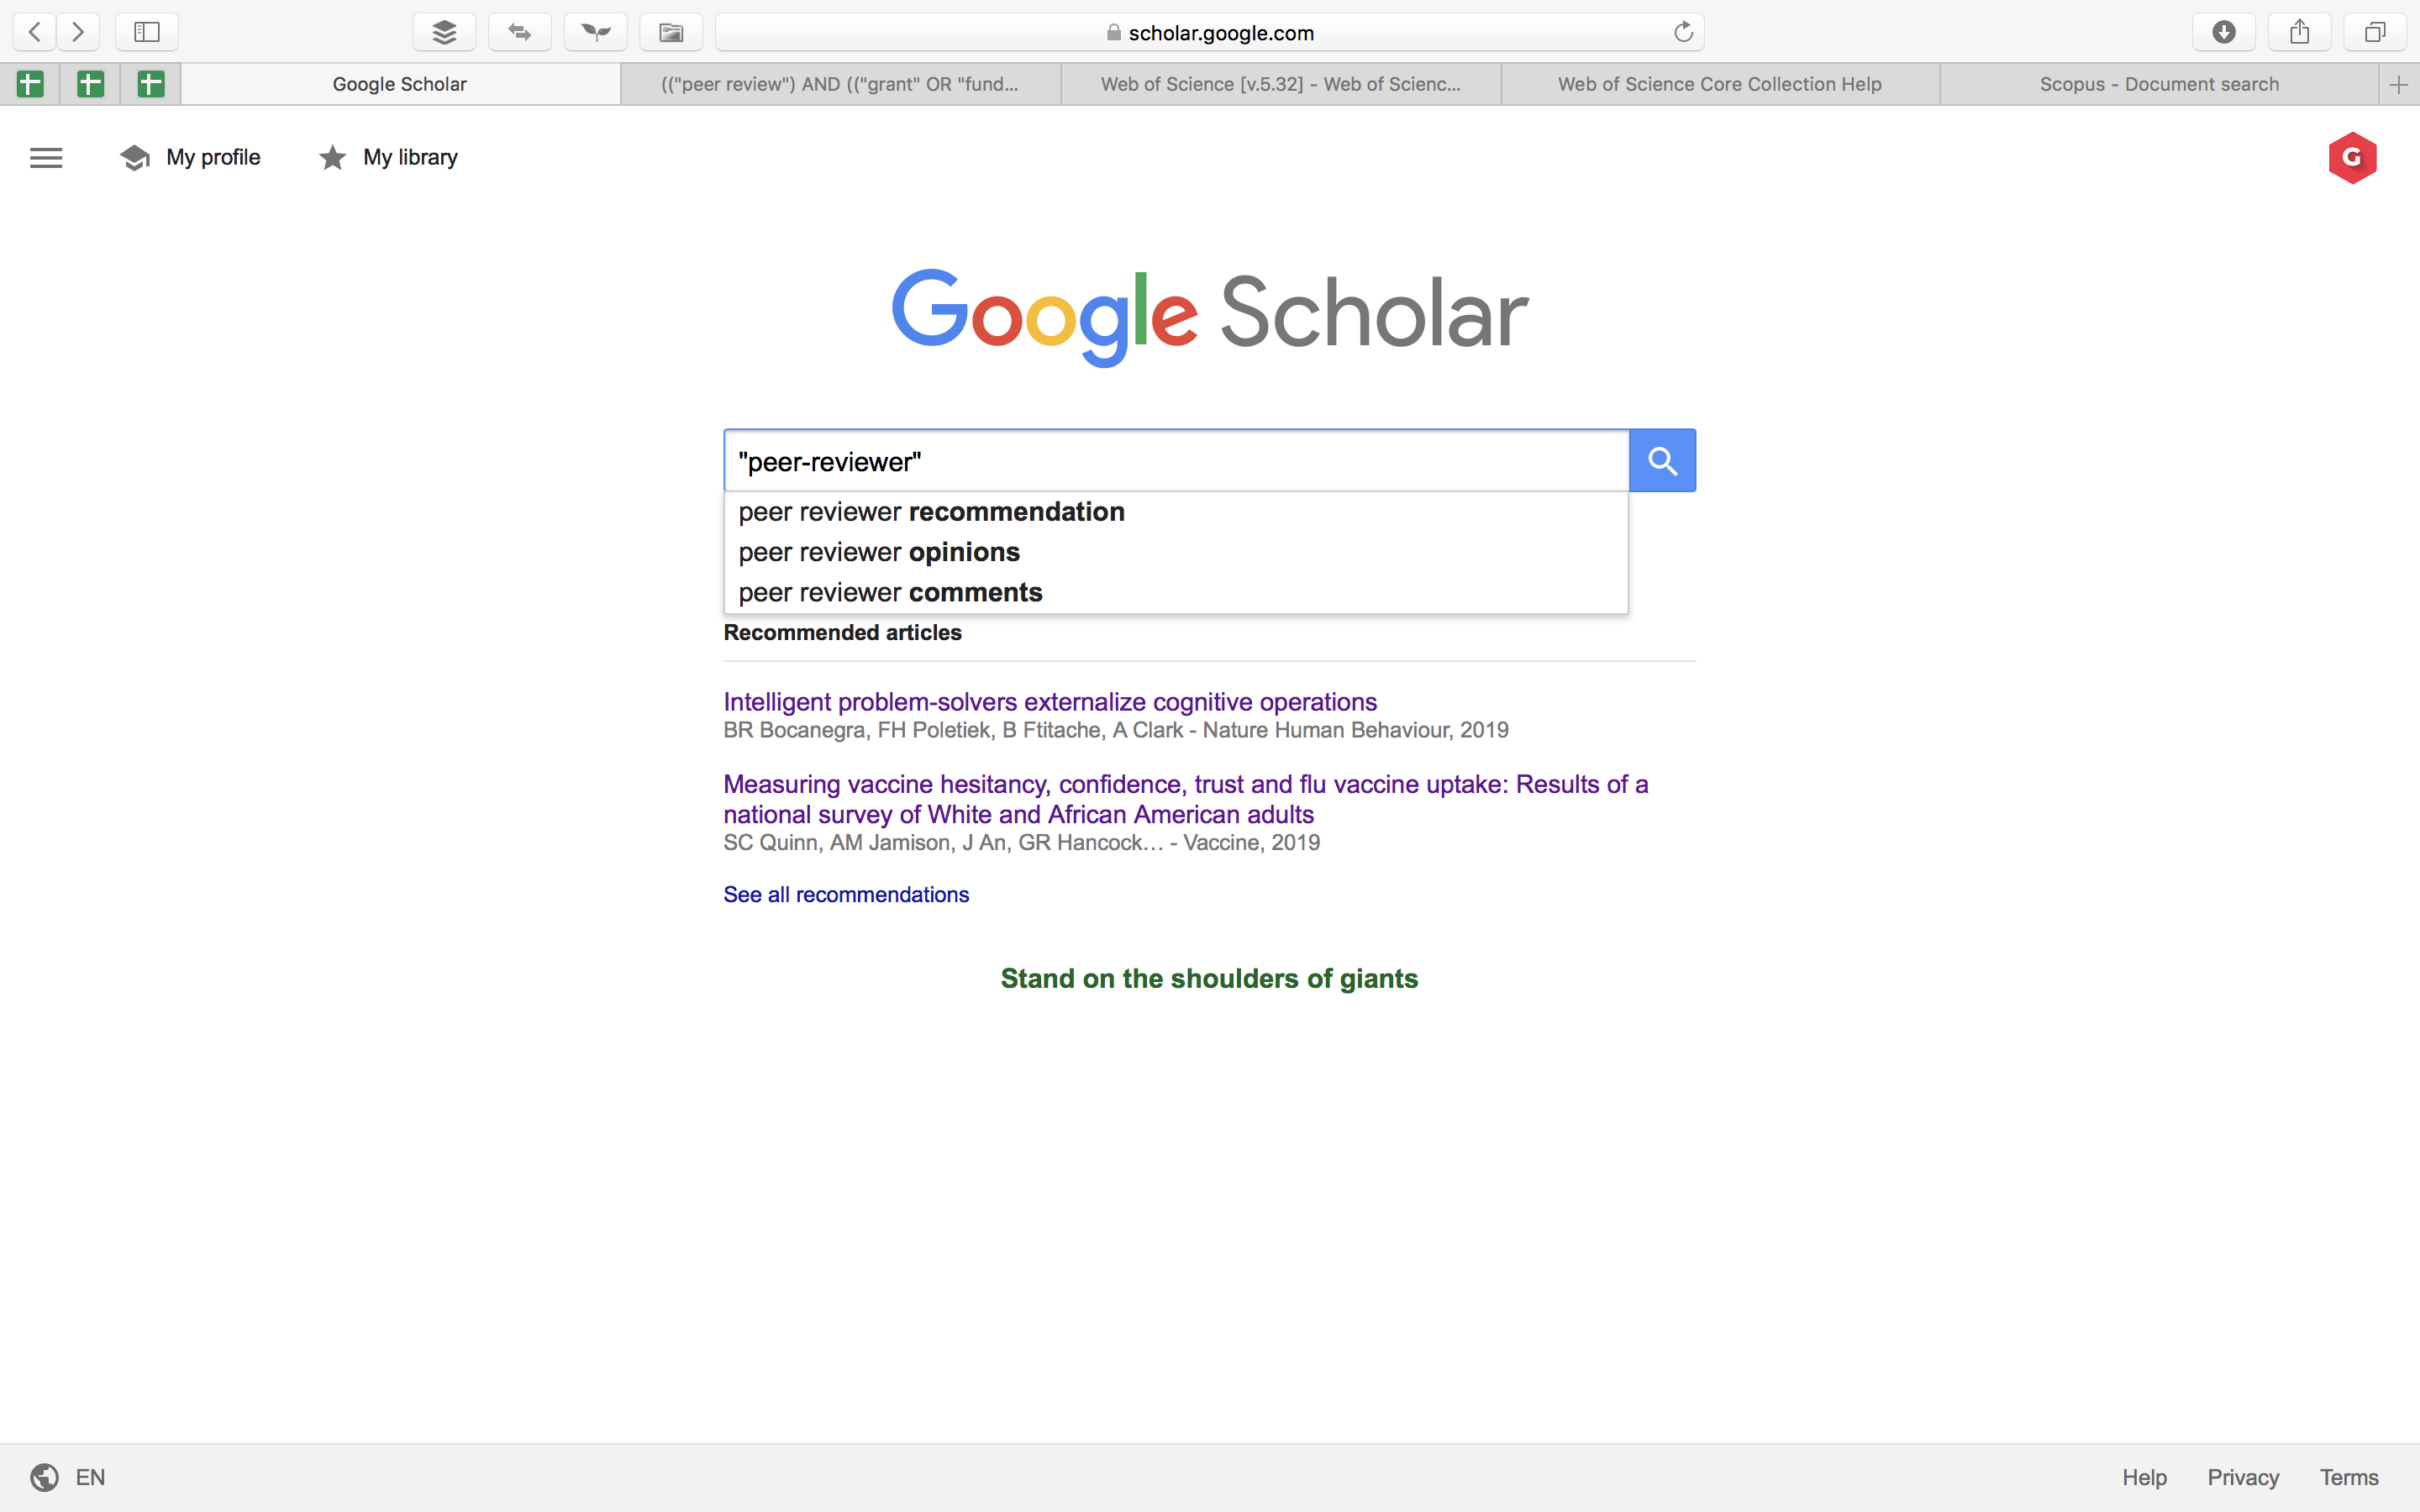 scholar.google.com
Google Scholar
(("peer review") AND (("grant" OR "fund...
Web of Science [v.5.32] - Web of Scienc...
Web of Science Core Collection Help
Scopus - Document search
My profile
My library
G
Google Scholar
"peer-reviewer"
peer reviewer recommendation
peer reviewer opinions
peer reviewer comments
Recommended articles
Intelligent problem-solvers externalize cognitive operations
BR Bocanegra, FH Poletiek, B Ftitache, A Clark - Nature Human Behaviour, 2019
Measuring vaccine hesitancy, confidence, trust and flu vaccine uptake: Results of a
national survey of White and African American adults
SC Quinn, AM Jamison, J An, GR Hancock… - Vaccine, 2019
See all recommendations
Stand on the shoulders of giants
EN
Help
Privacy
Terms